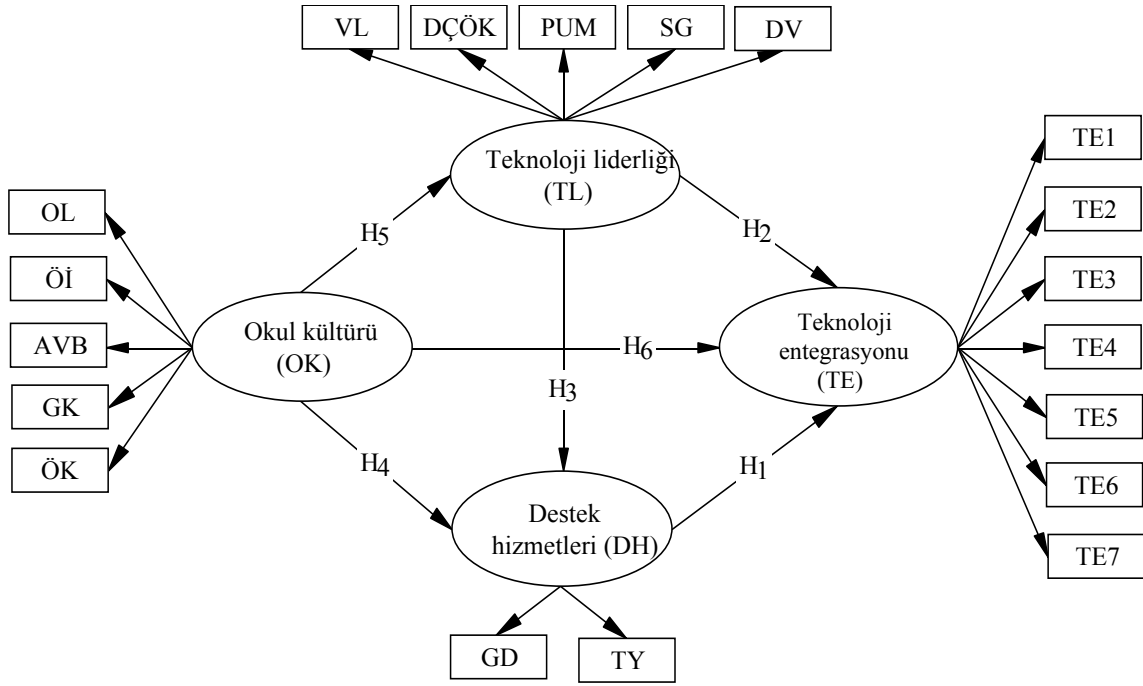 VL
DÇÖK
PUM
SG
DV
Teknoloji liderliği
(TL)
TE1
TE2
TE3
TE4
TE5
TE6
TE7
OL
Öİ
AVB
GK
ÖK
H5
H2
Okul kültürü
(OK)
H6
Teknoloji
entegrasyonu
(TE)
H3
H4
H1
Destek
hizmetleri (DH)
GD
TY